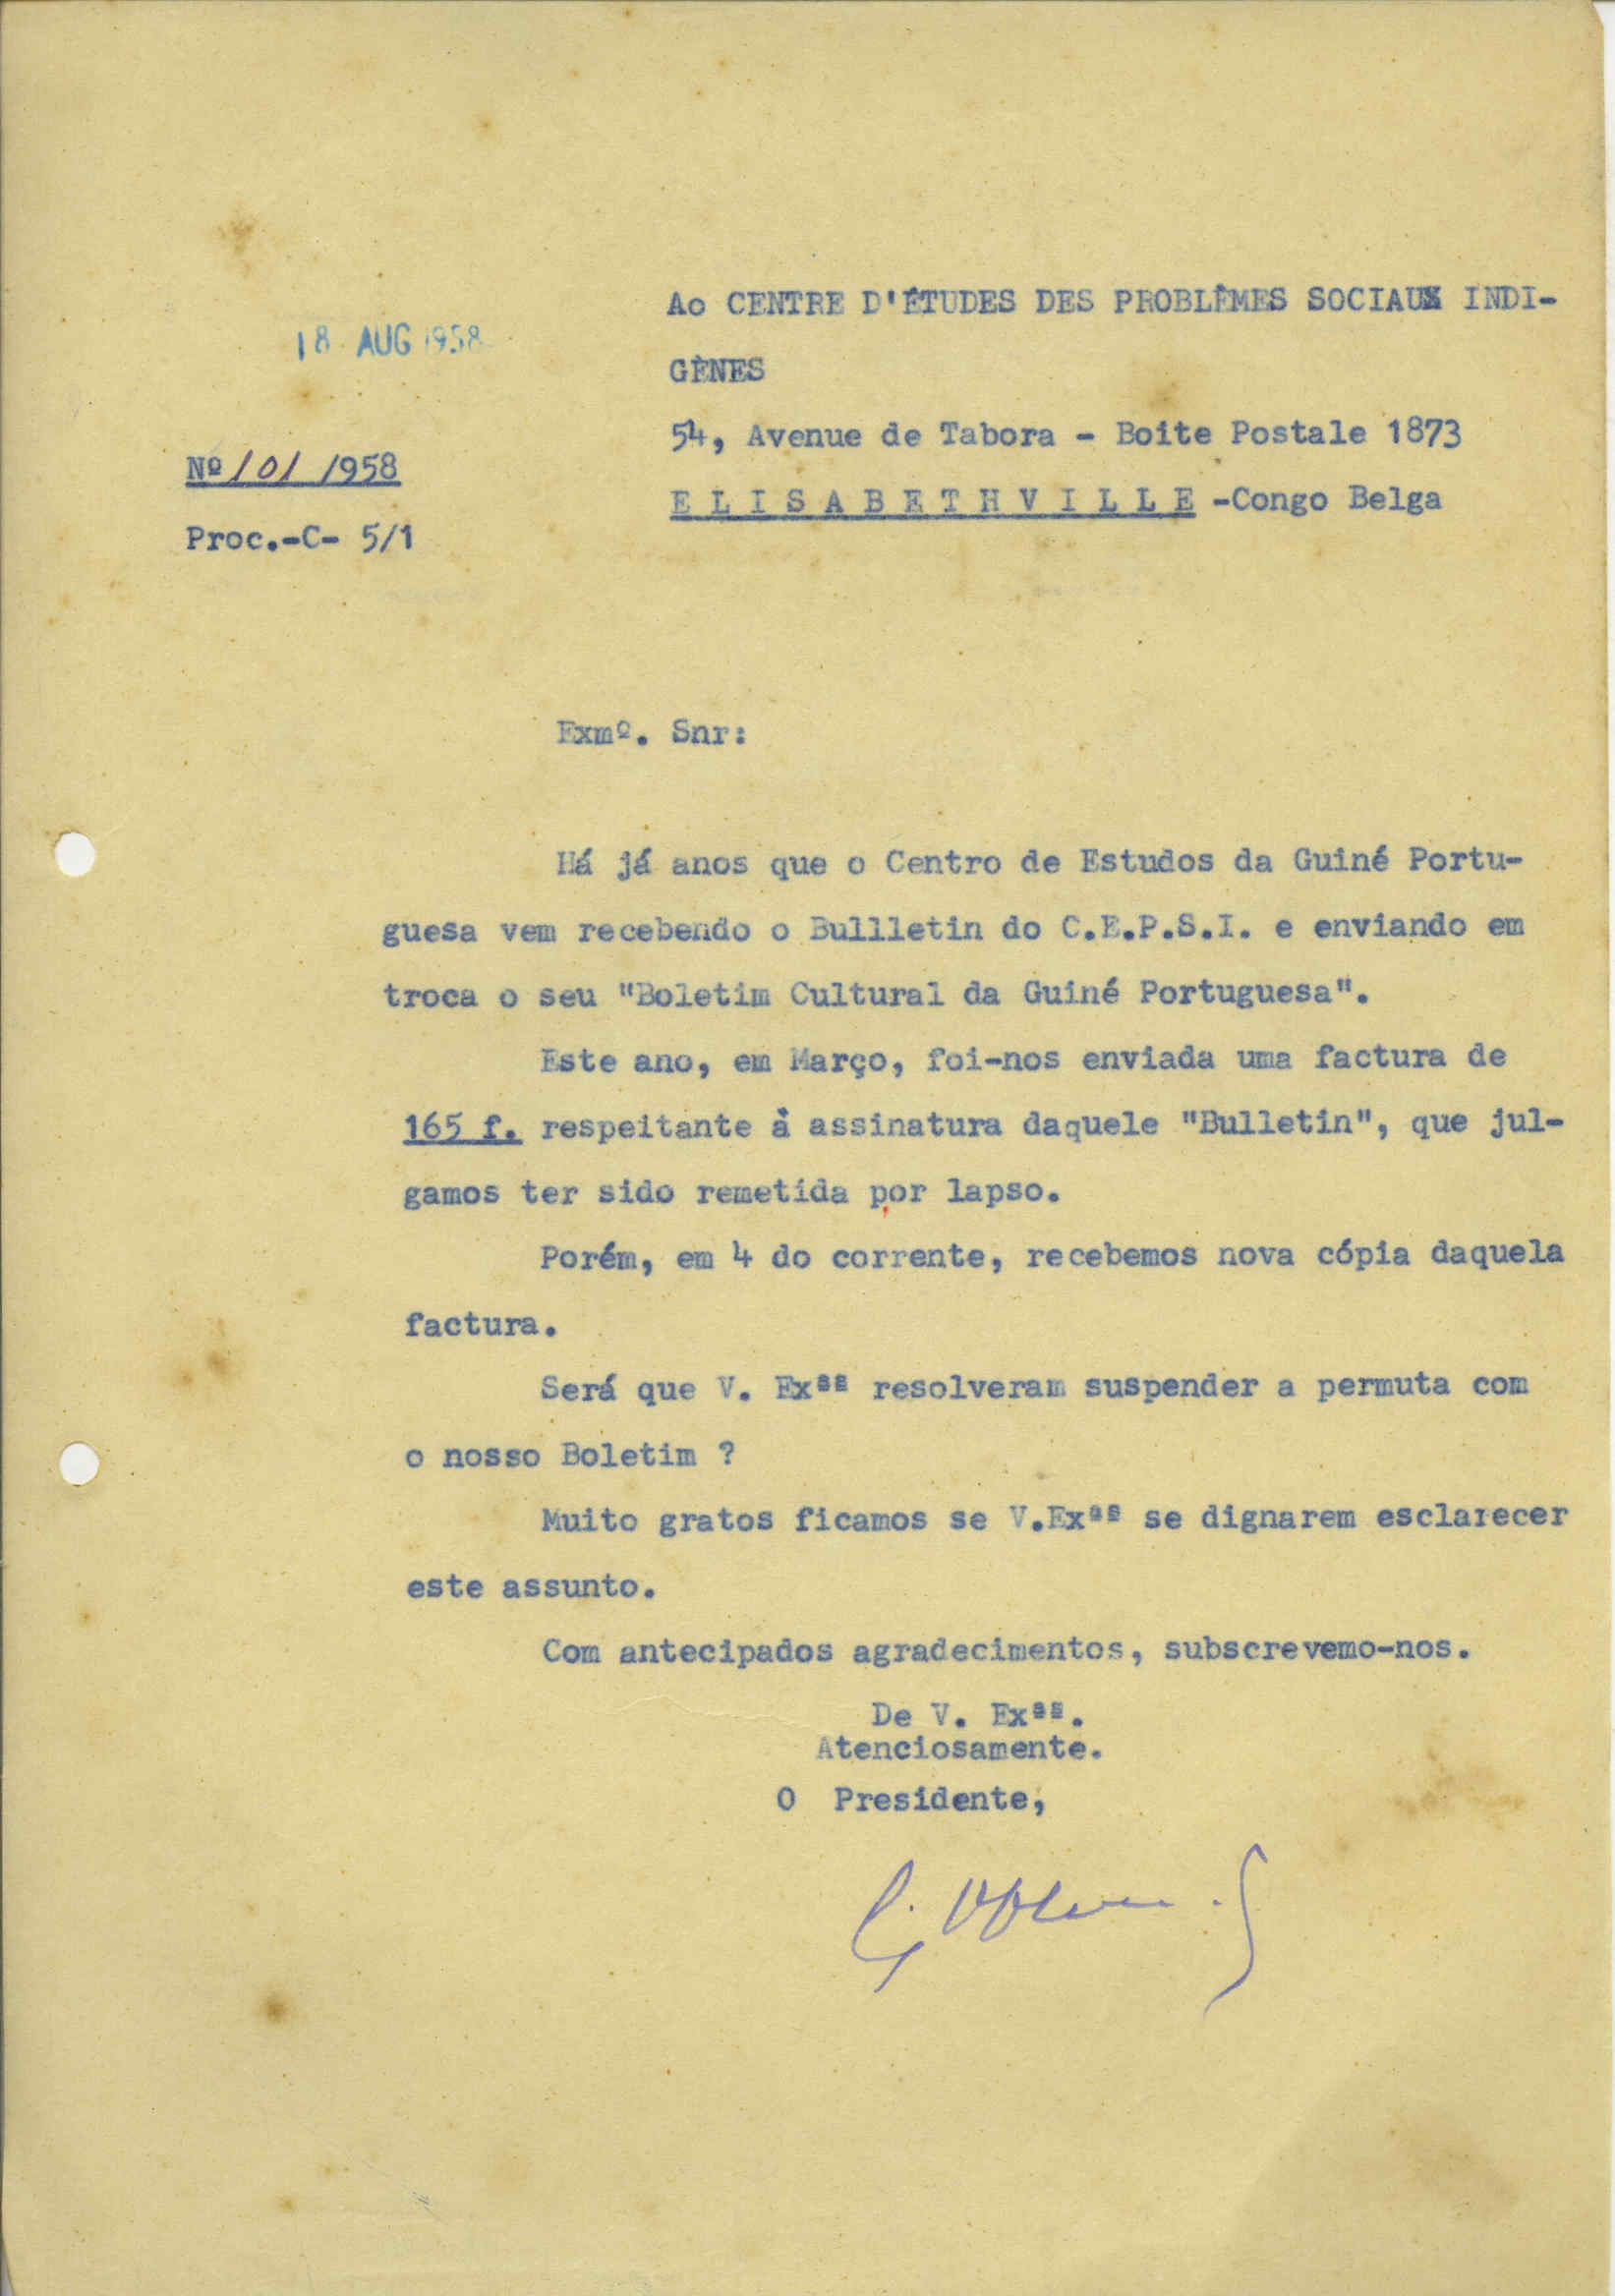 18 AUG 1958
Ao CENTRE D'ÉTUDES DES PROBLÈMES SOCIAUX INDI-
GÈNES
54, Avenue de Tabora - Boite Postale 1873
ELISABETHVILLE -Congo Belga
Nº 101 /1958
Proc.-C- 5/1
Exmº. Snr:
Há já anos que o Centro de Estudos da Guiné Portu-
guesa vem recebendo o Bullletin do C.E.P.S.I. e enviando em
troca o seu "Boletim Cultural da Guiné Portuguesa".
Este ano, em Março, foi-nos enviada uma factura de
165 f. respeitante à assinatura daquele "Bulletin", que jul-
gamos ter sido remetida por lapso.
Porém, em 4 do corrente, recebemos nova cópia daquela
factura.
Será que V. Exªs resolveram suspender a permuta com
o nosso Boletim ?
Muito gratos ficamos se V.Exªs se dignarem esclarecer
este assunto.
Com antecipados agradecimentos, subscrevemo-nos.
De V. Exªs.
Atenciosamente.
O Presidente,